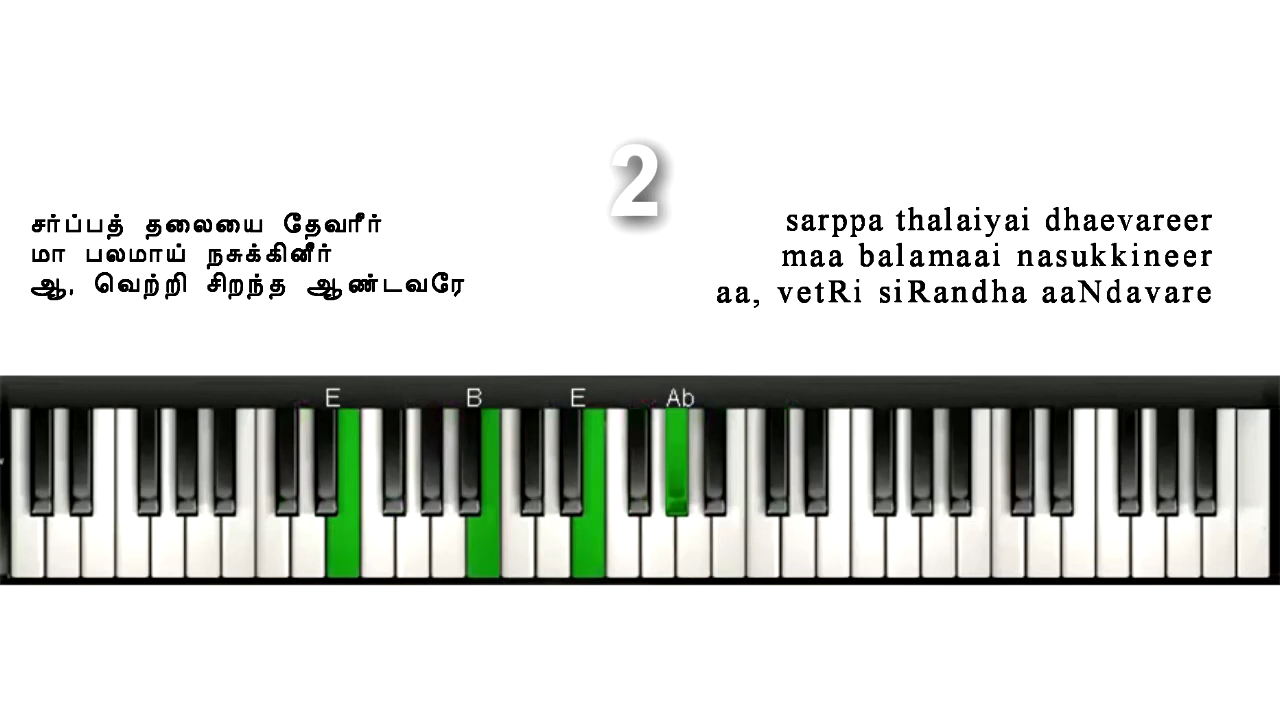 2
சர்ப்பத் தலையை தேவரீர்
மா பலமாய் நசுக்கினீர்
ஆ, வெற்றி சிறந்த ஆண்டவரே
sarppa thalaiyai dhaevareer
maa balamaai nasukkineer
aa, vetRi siRandha aaNdavare
E B E Ab